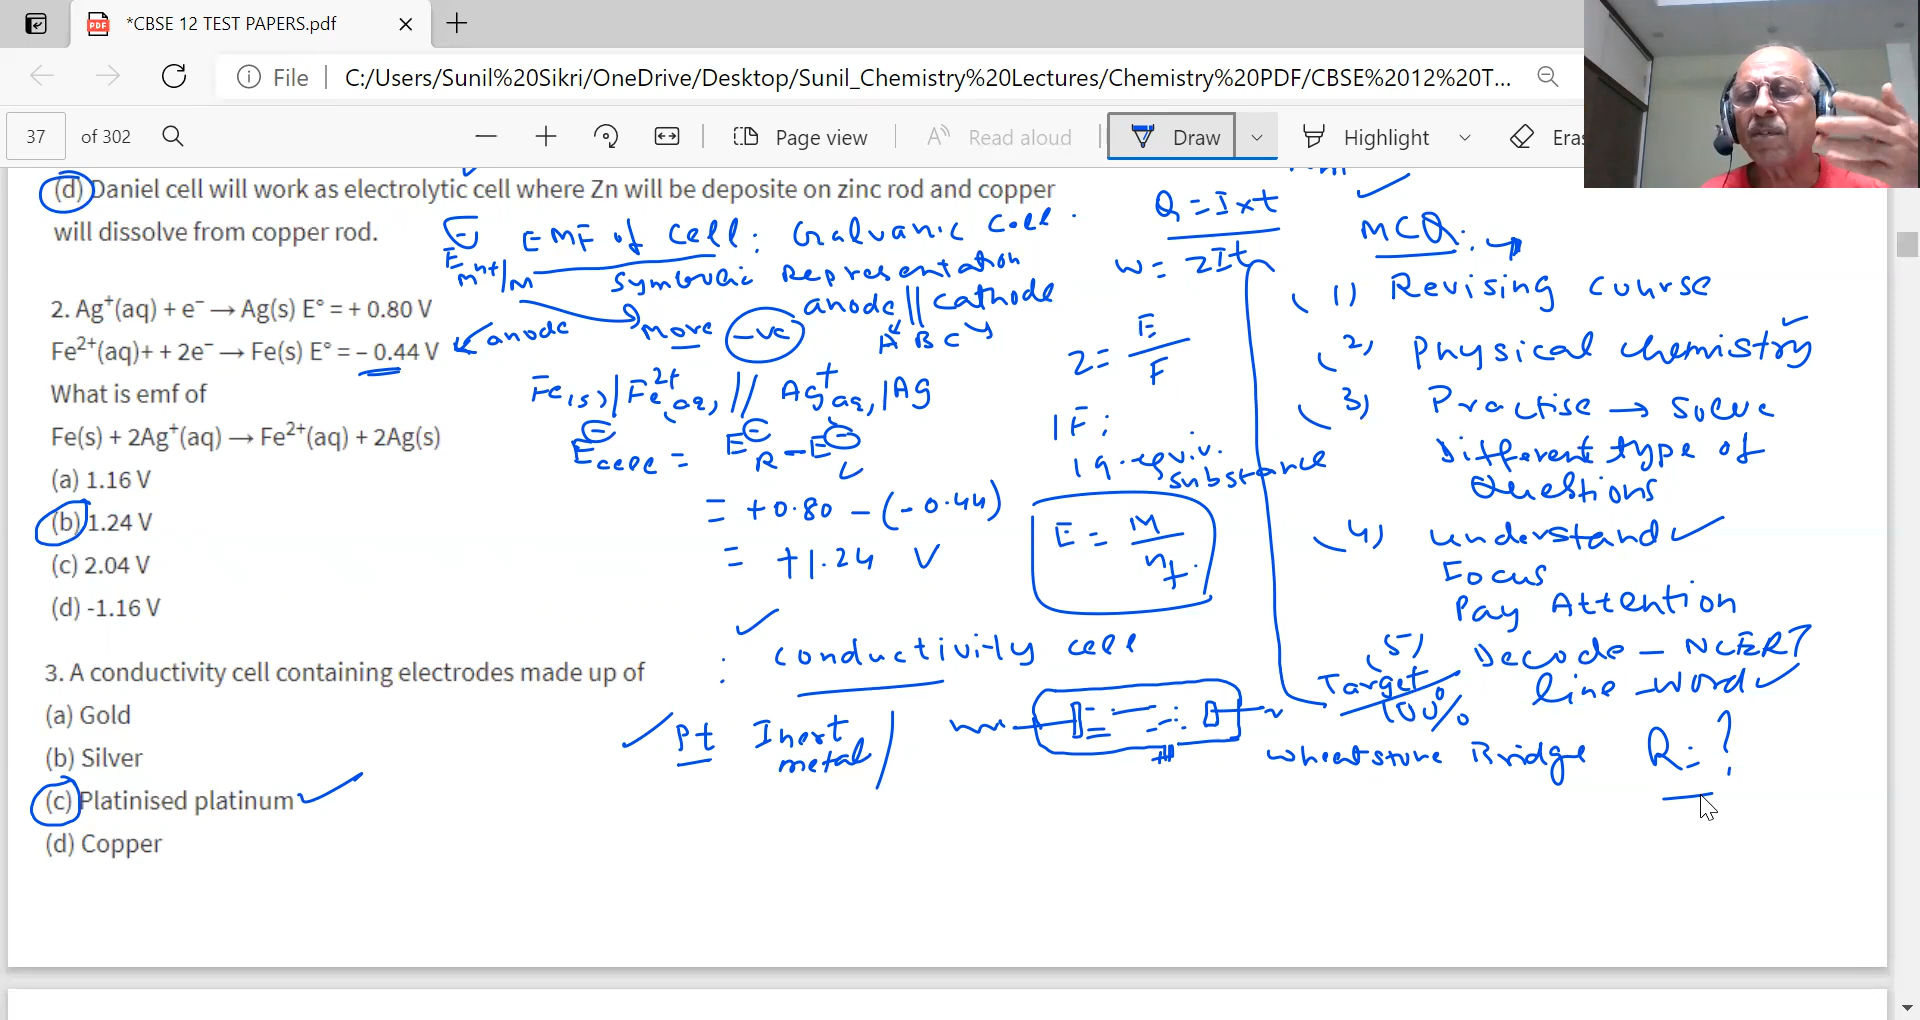 *CBSE 12 TEST PAPERS.pdf
File
C:/Users/Sunil%20Sikri/OneDrive/Desktop/Sunil_Chemistry%20Lectures/Chemistry%20PDF/CBSE%2012%20T...
37 of 302
Page view
Read aloud
Draw
Highlight
Eras
(d) Daniel cell will work as electrolytic cell where Zn will be deposite on zinc rod and copper
will dissolve from copper rod.
2. Ag⁺(aq) + e⁻ → Ag(s) E° = + 0.80 V
Fe²⁺(aq)+ + 2e⁻ → Fe(s) E° = – 0.44 V
What is emf of
Fe(s) + 2Ag⁺(aq) → Fe²⁺(aq) + 2Ag(s)
(a) 1.16 V
(b) 1.24 V
(c) 2.04 V
(d) -1.16 V
3. A conductivity cell containing electrodes made up of
(a) Gold
(b) Silver
(c) Platinised platinum
(d) Copper
EMF of cell: Galvanic cell.
E Mⁿ⁺/M
Symbolic Representation
anode || cathode
A B C
anode
more -ve
Fe(s)|Fe²⁺aq, // Ag⁺aq,|Ag
E cell = E R - E L
= +0.80 - (-0.44)
= +1.24 V
conductivity cell
Pt Inert
metal
Q = I x t
w = ZIt
Z = E/F
1F;
1 g. equiv.
substance
E = M/nf.
Wheatstone Bridge
R = ?
MCQ:
1) Revising course
2) Physical chemistry
3) Practise → Solve
Different type of
Questions
4) understand
Focus
Pay Attention
5) Decode - NCERT
line - word
Target
100%